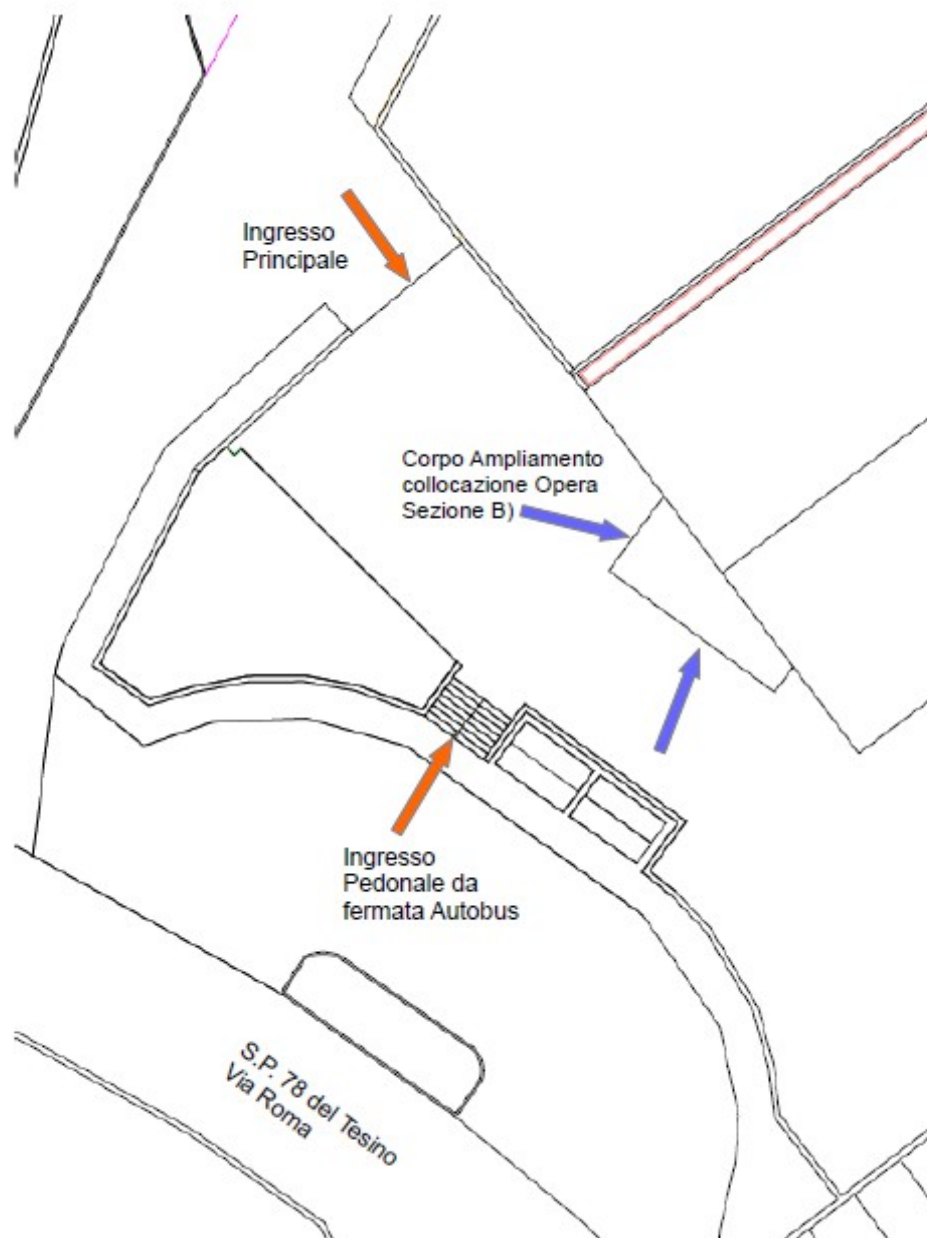 Ingresso
Principale
Corpo Ampliamento
collocazione Opera
Sezione B)
Ingresso
Pedonale da
fermata Autobus
S.P. 78 del Tesino
Via Roma